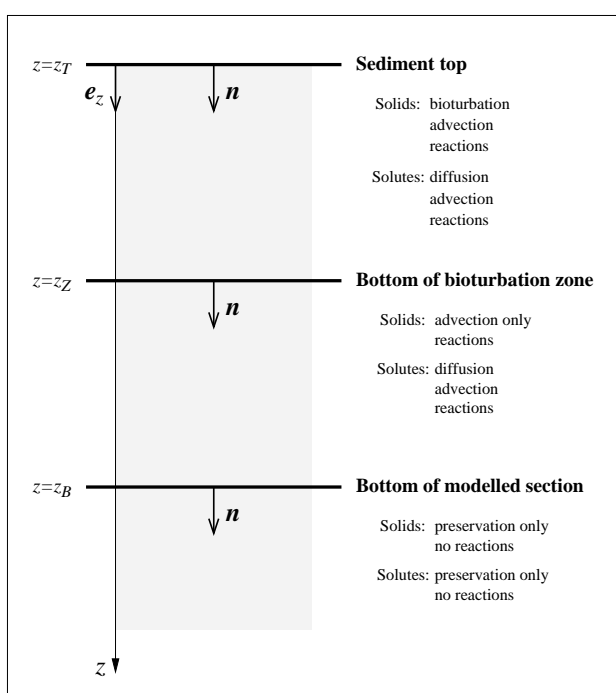 z=z_T
Sediment top
e_z
n
Solids: bioturbation
advection
reactions
Solutes: diffusion
advection
reactions
z=z_Z
Bottom of bioturbation zone
n
Solids: advection only
reactions
Solutes: diffusion
advection
reactions
z=z_B
Bottom of modelled section
n
Solids: preservation only
no reactions
Solutes: preservation only
no reactions
z